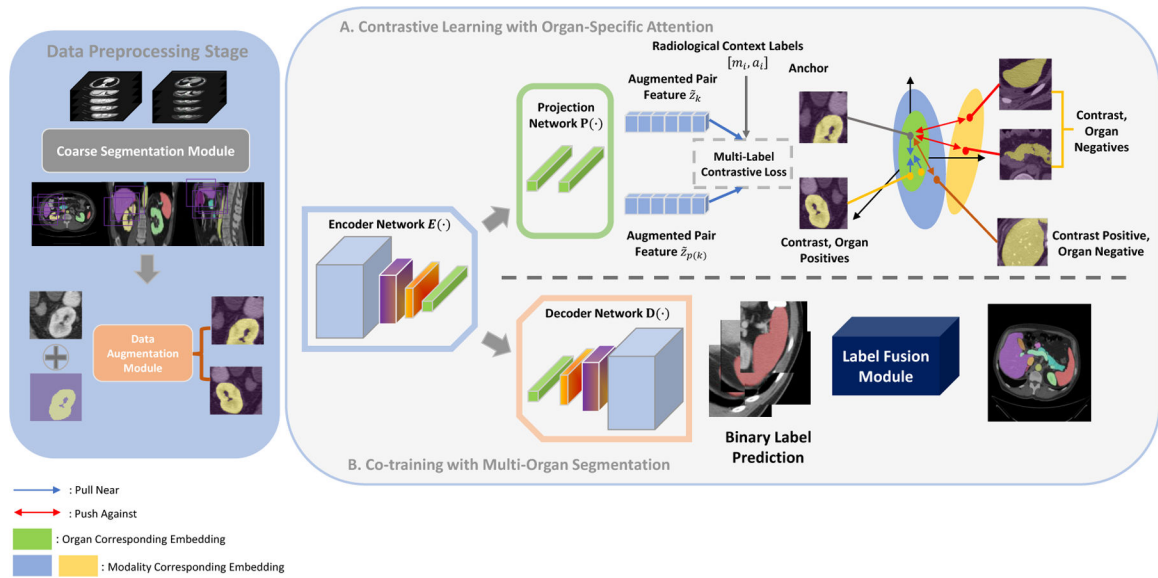 Data Preprocessing Stage
Coarse Segmentation Module
Data
Augmentation
Module
A. Contrastive Learning with Organ-Specific Attention
Radiological Context Labels
[m_i, a_i]
Augmented Pair
Feature z̃_k
Projection
Network P(·)
Multi-Label
Contrastive Loss
Augmented Pair
Feature z̃_{p(k)}
Encoder Network E(·)
Anchor
Contrast, Organ
Positives
Contrast,
Organ
Negatives
Contrast Positive,
Organ Negative
Decoder Network D(·)
Binary Label
Prediction
Label Fusion
Module
B. Co-training with Multi-Organ Segmentation
: Pull Near
: Push Against
: Organ Corresponding Embedding
: Modality Corresponding Embedding